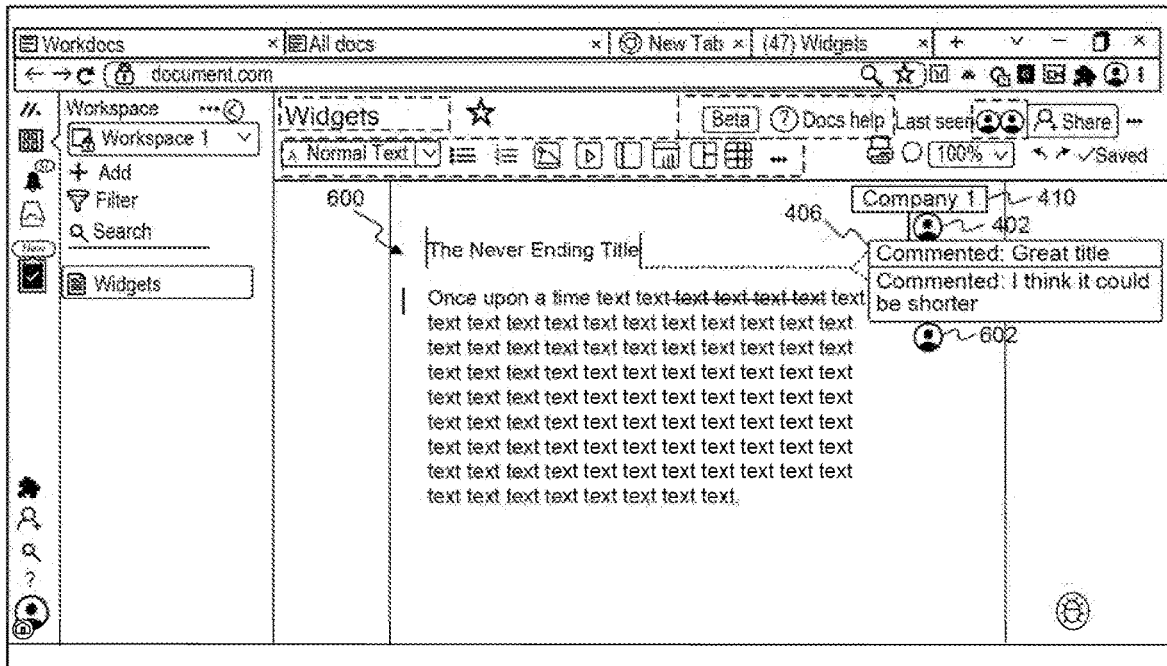 Workdocs × All docs × New Tab × (47) Widgets × + – ×
document.com
Workspace ••• Widgets Beta ? Docs help Last seen Share •••
Workspace 1
Normal Text ••• 100% Saved
+ Add
Filter
Search
New
Widgets
600
Company 1 410
406
402
The Never Ending Title
Commented: Great title
Commented: I think it could
be shorter
602
Once upon a time text text text text text text text
text text text text text text text text text text text
text text text text text text text text text text text
text text text text text text text text text text text
text text text text text text text text text text text
text text text text text text text text text text text
text text text text text text text text text text text
text text text text text text text text text text text
text text text text text text text text.
?